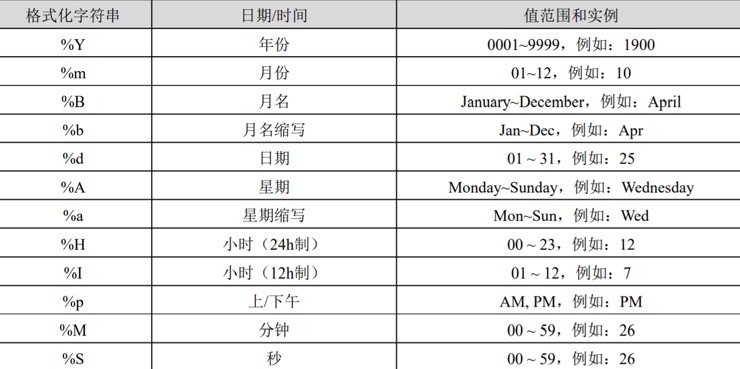 格式化字符串 日期/时间 值范围和实例
%Y 年份 0001~9999，例如：1900
%m 月份 01~12，例如：10
%B 月名 January~December，例如：April
%b 月名缩写 Jan~Dec，例如：Apr
%d 日期 01 ~ 31，例如：25
%A 星期 Monday~Sunday，例如：Wednesday
%a 星期缩写 Mon~Sun，例如：Wed
%H 小时（24h制） 00 ~ 23，例如：12
%I 小时（12h制） 01 ~ 12，例如：7
%p 上/下午 AM, PM，例如：PM
%M 分钟 00 ~ 59，例如：26
%S 秒 00 ~ 59，例如：26